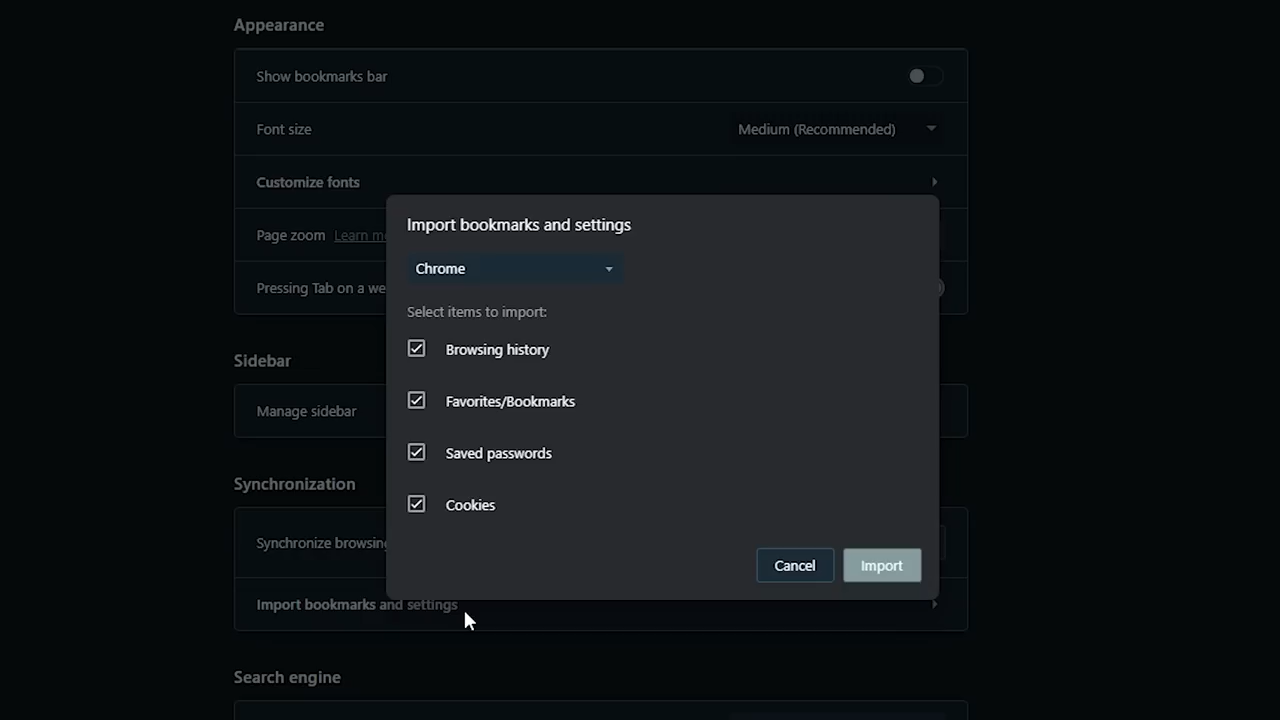 Appearance
Show bookmarks bar
Font size
Medium (Recommended)
Customize fonts
Page zoom Learn m
Pressing Tab on a we
Import bookmarks and settings
Chrome
Select items to import:
Browsing history
Favorites/Bookmarks
Saved passwords
Cookies
Cancel
Import
Sidebar
Manage sidebar
Synchronization
Synchronize browsing
Import bookmarks and settings
Search engine